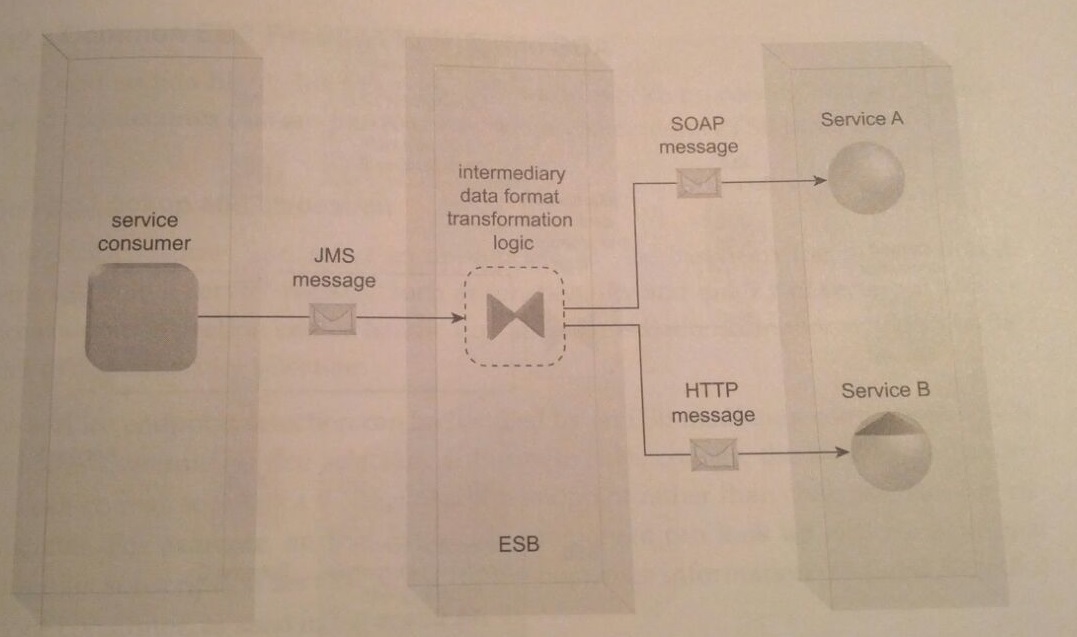 service
consumer
JMS
message
intermediary
data format
transformation
logic
ESB
SOAP
message
Service A
HTTP
message
Service B